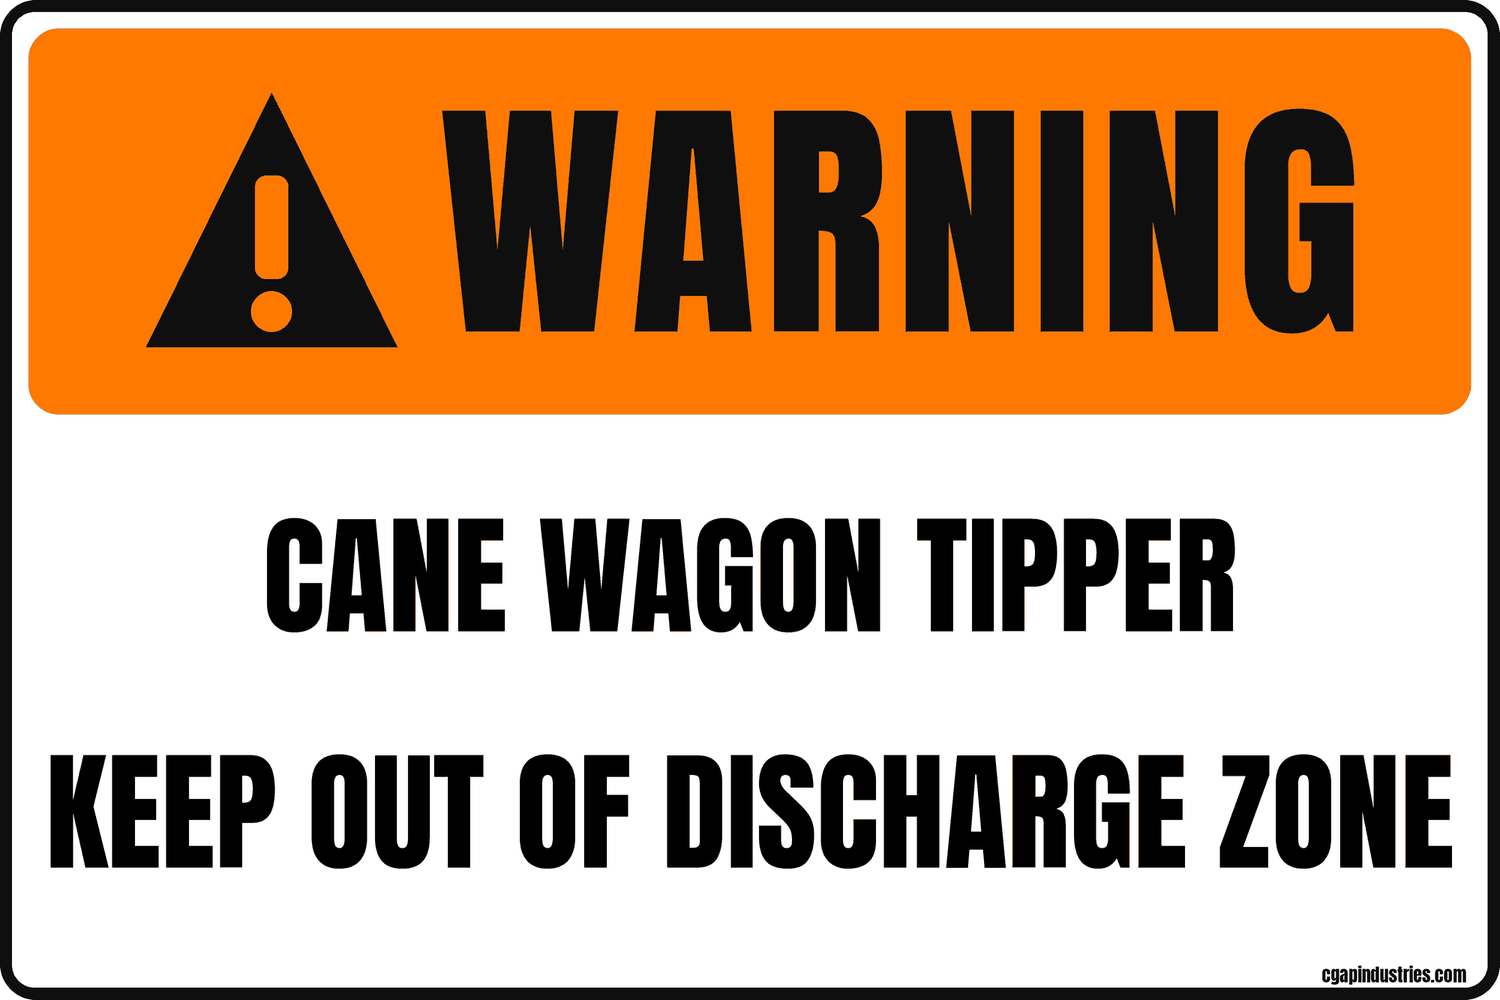 WARNING
CANE WAGON TIPPER
KEEP OUT OF DISCHARGE ZONE
cgapindustries.com